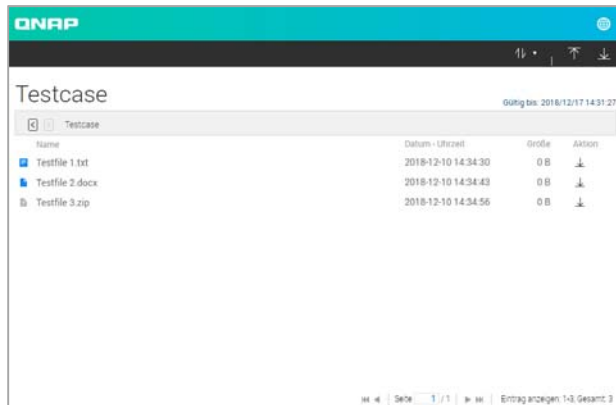 QNAP
Testcase
Gültig bis: 2018/12/17 14:31:27
Testcase
Name Datum - Uhrzeit Größe Aktion
Testfile 1.txt 2018-12-10 14:34:30 0 B
Testfile 2.docx 2018-12-10 14:34:43 0 B
Testfile 3.zip 2018-12-10 14:34:56 0 B
Seite 1 / 1 Eintrag anzeigen: 1-3, Gesamt: 3